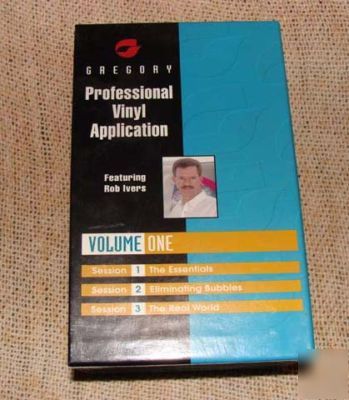 GREGORY
Professional
Vinyl
Application
Featuring
Rob Ivers
VOLUME ONE
Session 1 The Essentials
Session 2 Eliminating Bubbles
Session 3 The Real World